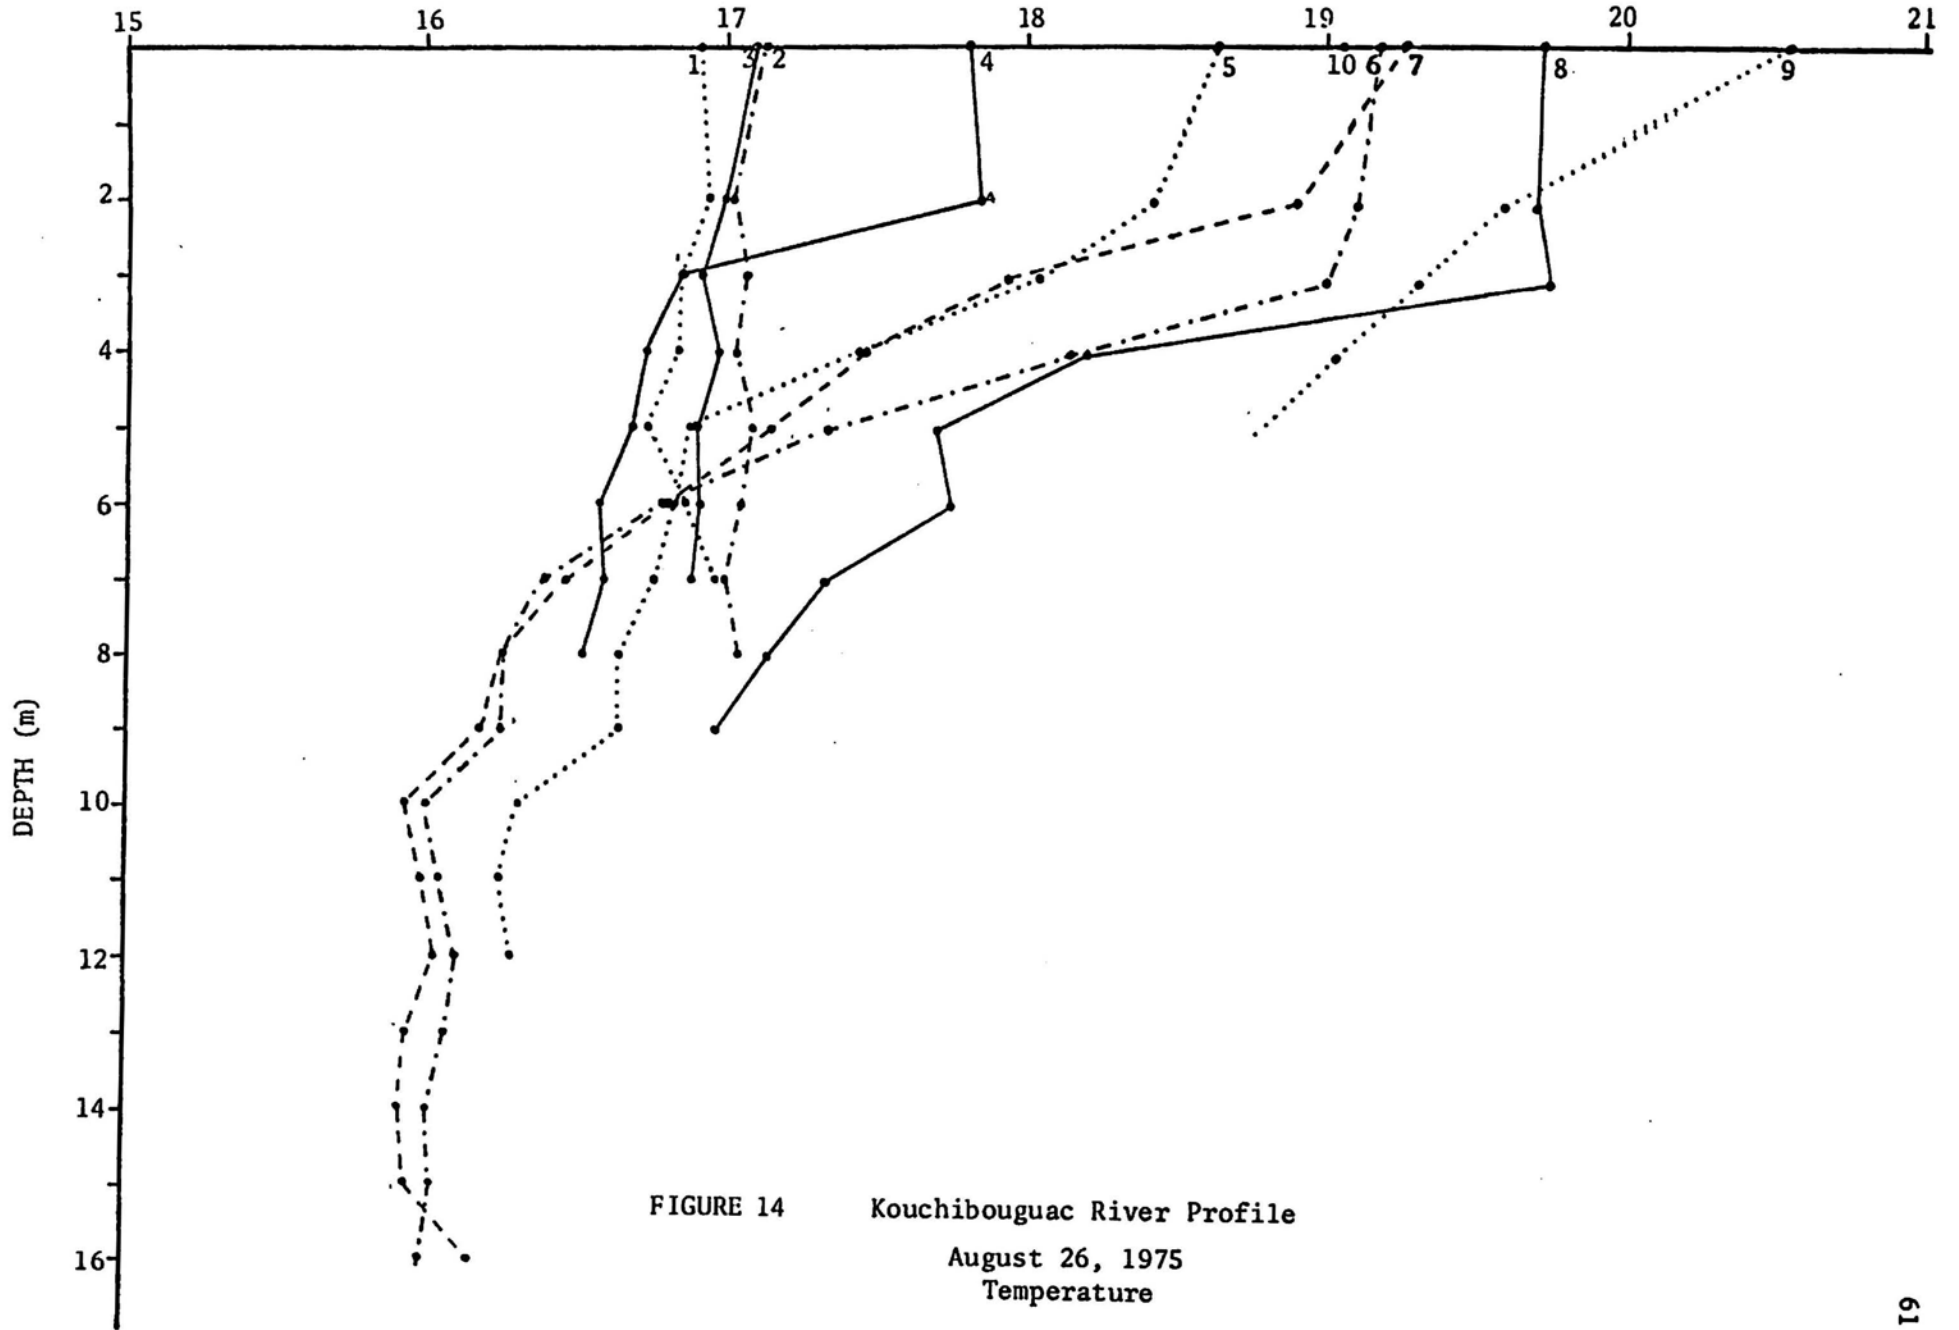 15 16 17 18 19 20 21
1 3 2 4 5 10 6 7 8 9
2
4
6
8
10
12
14
16
DEPTH (m)
FIGURE 14 Kouchibouguac River Profile
August 26, 1975
Temperature
61